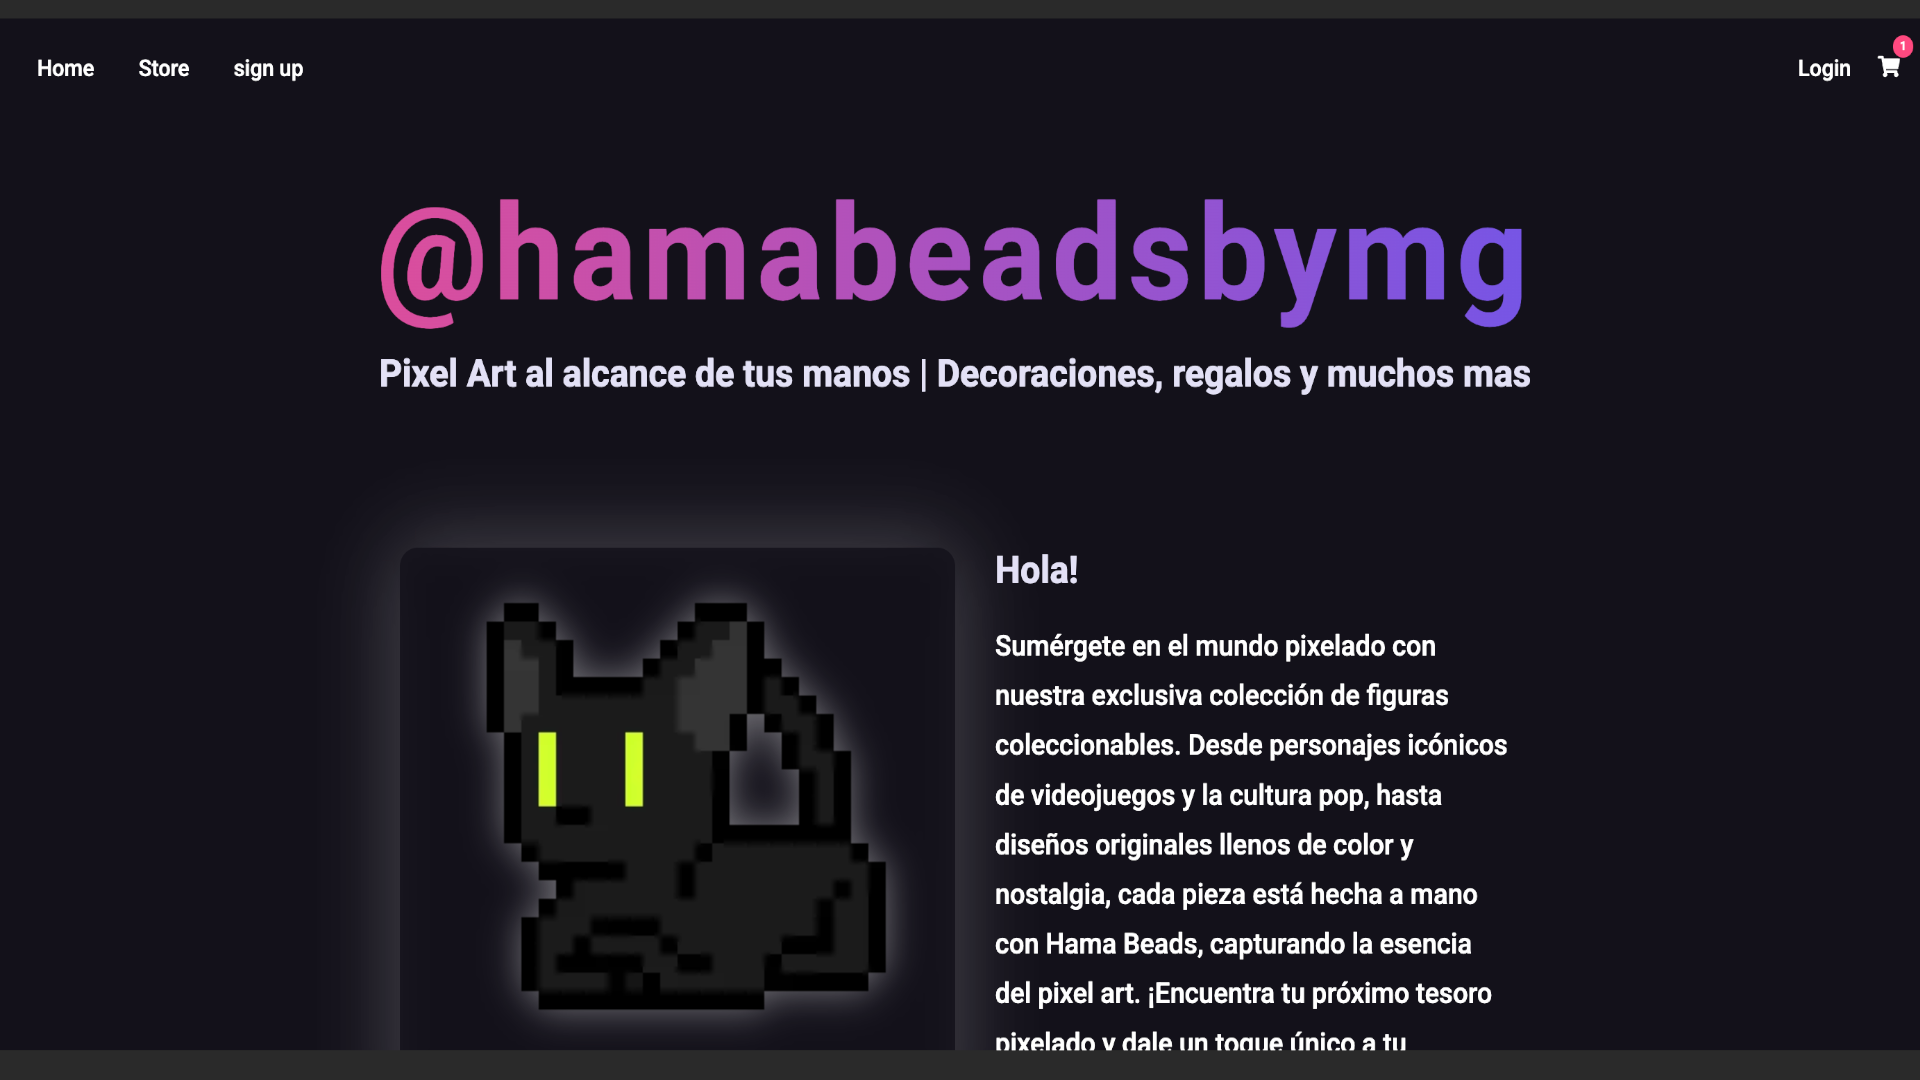 Home Store sign up Login 1
@hamabeadsbymg
Pixel Art al alcance de tus manos | Decoraciones, regalos y muchos mas
Hola!
Sumérgete en el mundo pixelado con
nuestra exclusiva colección de figuras
coleccionables. Desde personajes icónicos
de videojuegos y la cultura pop, hasta
diseños originales llenos de color y
nostalgia, cada pieza está hecha a mano
con Hama Beads, capturando la esencia
del pixel art. ¡Encuentra tu próximo tesoro
pixelado y dale un toque único a tu